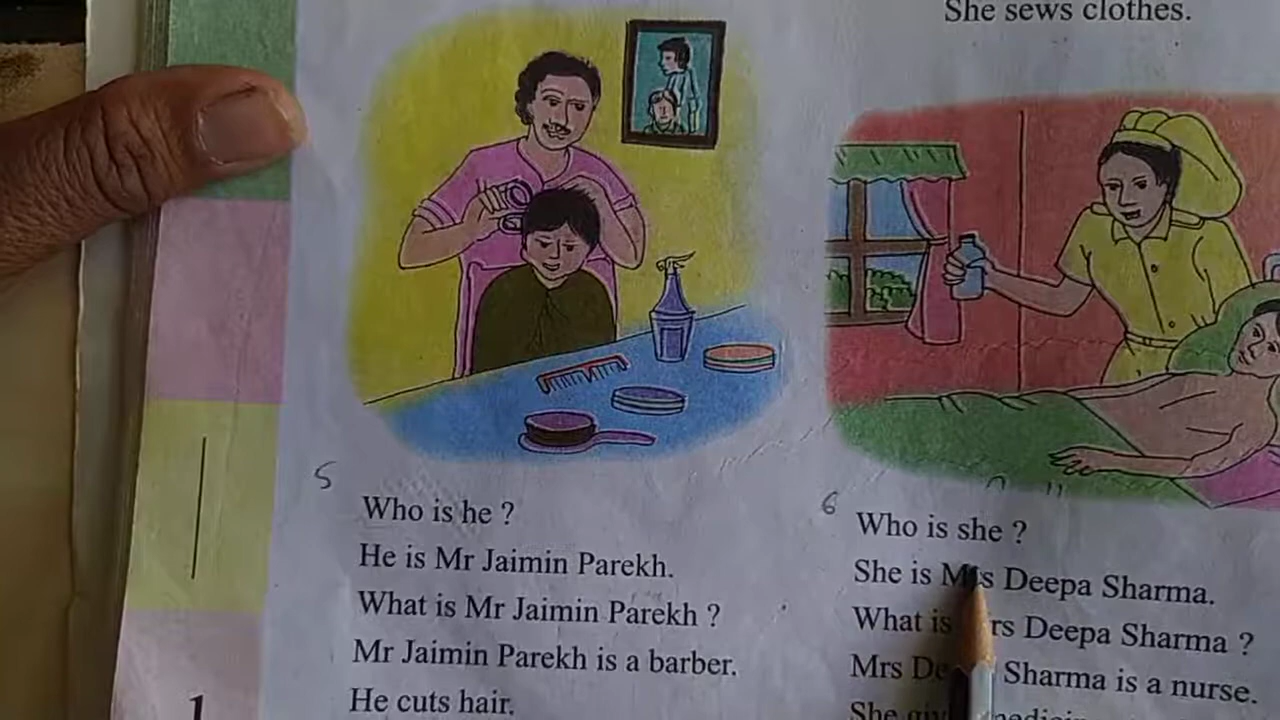 She sews clothes.
5
Who is he ?
He is Mr Jaimin Parekh.
What is Mr Jaimin Parekh ?
Mr Jaimin Parekh is a barber.
He cuts hair.
6
Who is she ?
She is Mrs Deepa Sharma.
What is Mrs Deepa Sharma ?
Mrs Sharma is a nurse.
She
1